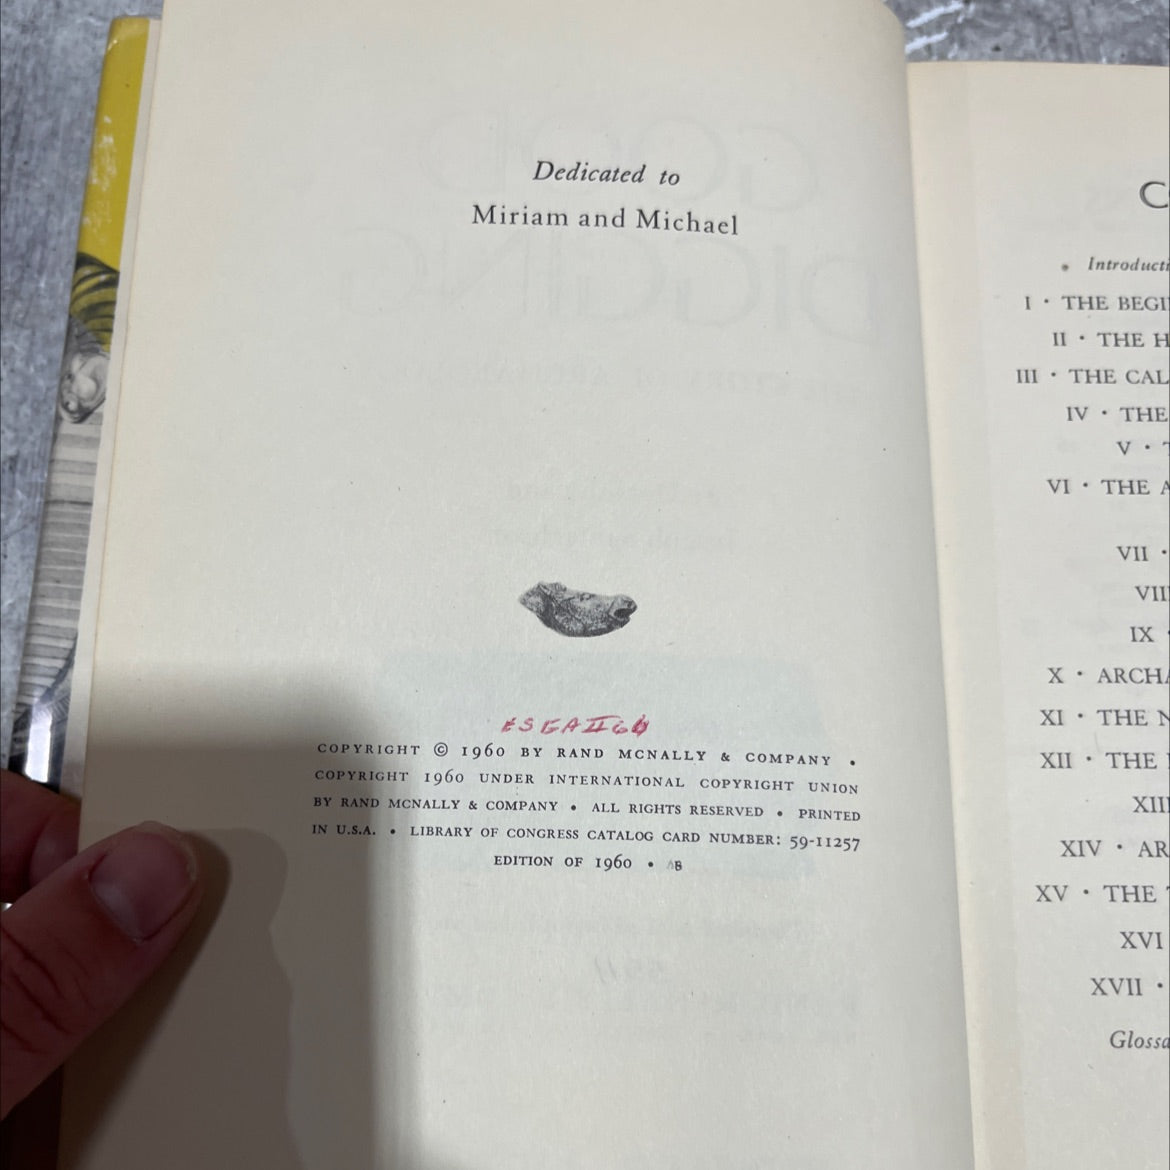 Dedicated to
Miriam and Michael
ESEAII66
COPYRIGHT © 1960 BY RAND MCNALLY & COMPANY •
COPYRIGHT 1960 UNDER INTERNATIONAL COPYRIGHT UNION
BY RAND MCNALLY & COMPANY • ALL RIGHTS RESERVED • PRINTED
IN U.S.A. • LIBRARY OF CONGRESS CATALOG CARD NUMBER: 59-11257
EDITION OF 1960 • AB
C
Introducti
I • THE BEGI
II • THE H
III • THE CAL
IV • THE
V •
VI • THE A
VII •
VIII
IX •
X • ARCHA
XI • THE N
XII • THE
XIII
XIV • AR
XV • THE
XVI
XVII •
Glossa